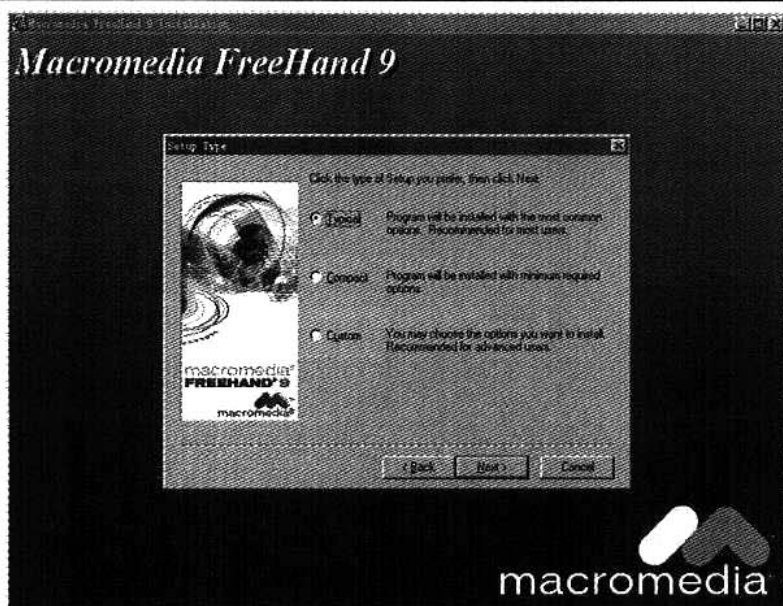 Macromedia FreeHand 9
Setup Type
Click the type of Setup you prefer, then click Next.
Typical
Program will be installed with the most common
options. Recommended for most users.
Compact
Program will be installed with minimum required
options.
Custom
You may choose the options you want to install.
Recommended for advanced users.
macromedia®
FREEHAND® 9
macromedia®
< Back
Next >
Cancel
macromedia